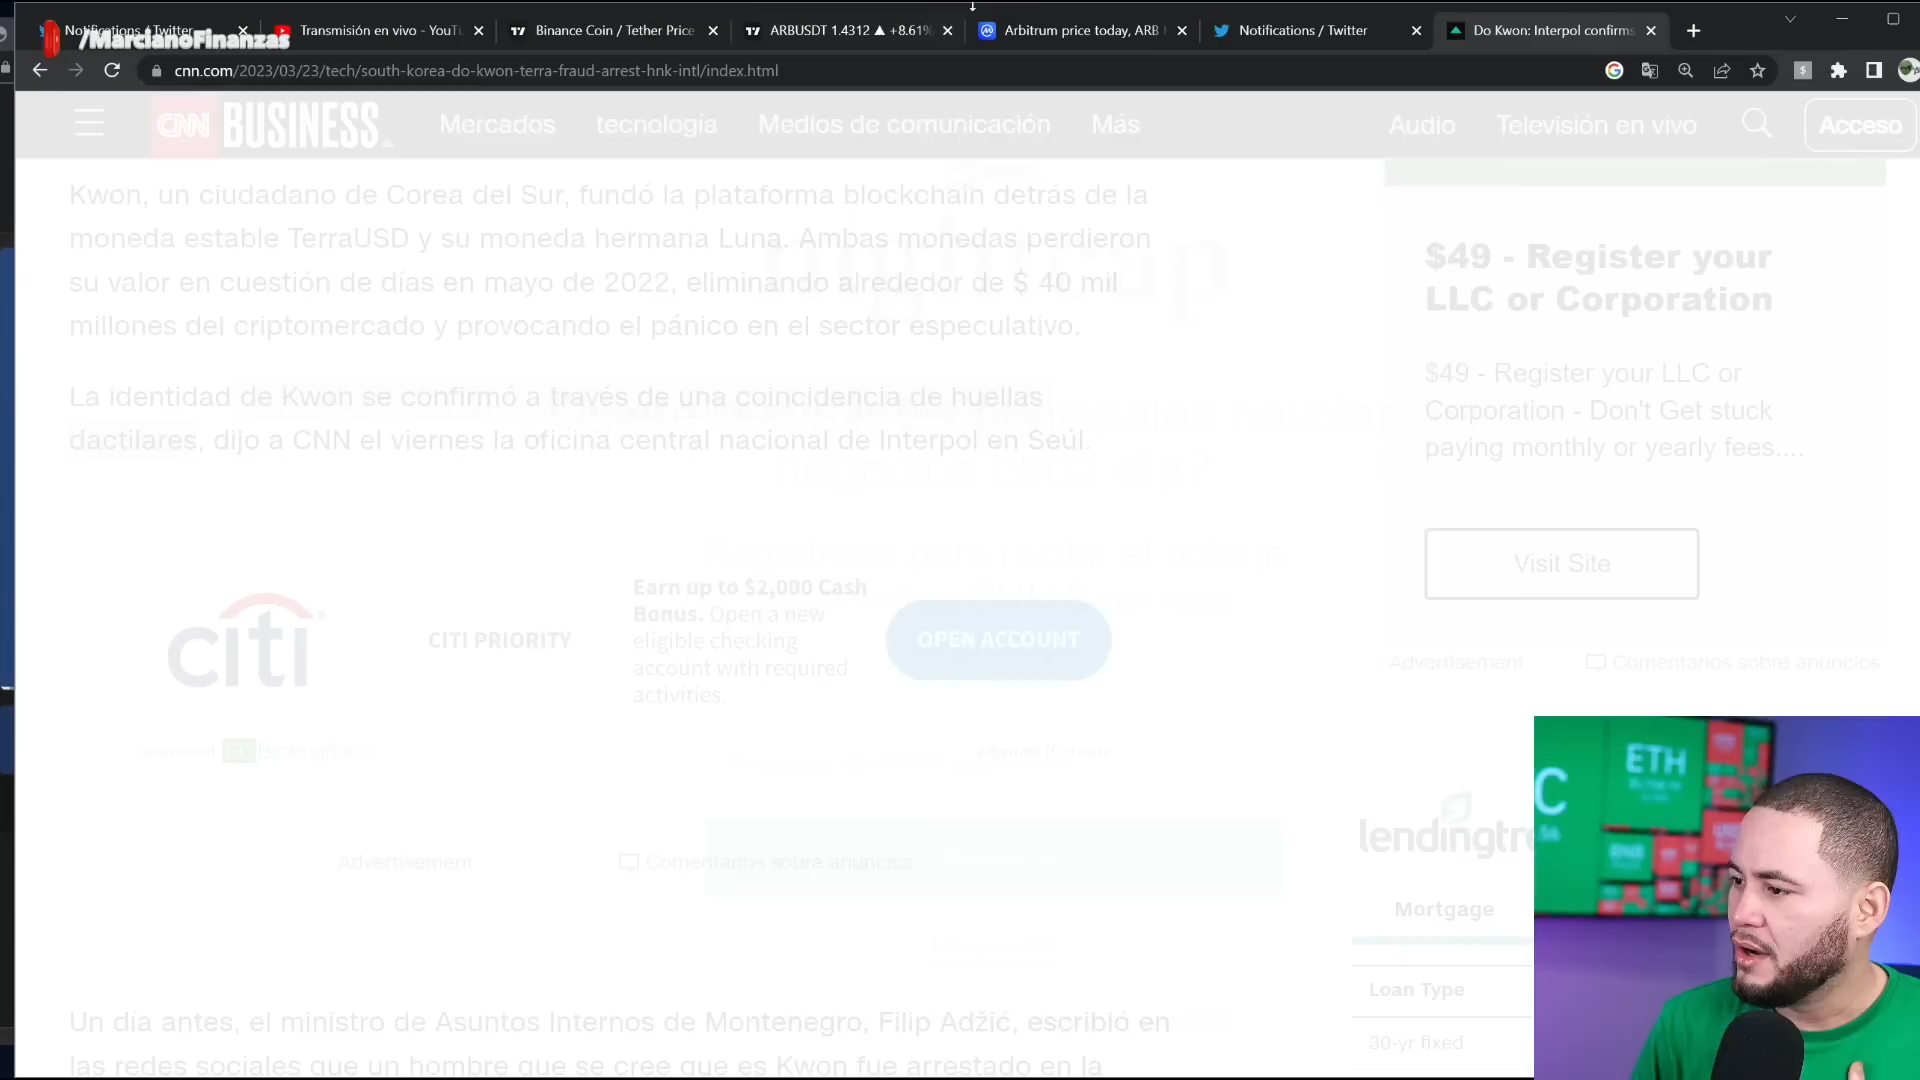 Notifications / Twitter
/MarcianoFinanzas
Transmisión en vivo - YouTu
Binance Coin / Tether Price
ARBUSDT 1.4312 ▲ +8.61%
Arbitrum price today, ARB
Notifications / Twitter
Do Kwon: Interpol confirms
cnn.com/2023/03/23/tech/south-korea-do-kwon-terra-fraud-arrest-hnk-intl/index.html
CNN BUSINESS
Mercados
tecnología
Medios de comunicación
Más
Audio
Televisión en vivo
Acceso
Kwon, un ciudadano de Corea del Sur, fundó la plataforma blockchain detrás de la
moneda estable TerraUSD y su moneda hermana Luna. Ambas monedas perdieron
su valor en cuestión de días en mayo de 2022, eliminando alrededor de $ 40 mil
millones del criptomercado y provocando el pánico en el sector especulativo.
La identidad de Kwon se confirmó a través de una coincidencia de huellas
dactilares, dijo a CNN el viernes la oficina central nacional de Interpol en Seúl.
nightcap
principales noticias
negocios cada día?
citi
CITI PRIORITY
Earn up to $2,000 Cash
Bonus. Open a new
eligible checking
account with required
activities.
OPEN ACCOUNT
Advertisement
Comentarios sobre anuncios
Un día antes, el ministro de Asuntos Internos de Montenegro, Filip Adžić, escribió en
las redes sociales que un hombre que se cree que es Kwon fue arrestado en la
$49 - Register your
LLC or Corporation
$49 - Register your LLC or
Corporation - Don't Get stuck
paying monthly or yearly fees....
Visit Site
Advertisement
Comentarios sobre anuncios
lendingtre
Mortgage
Loan Type
30-yr fixed
C
ETH
BNB